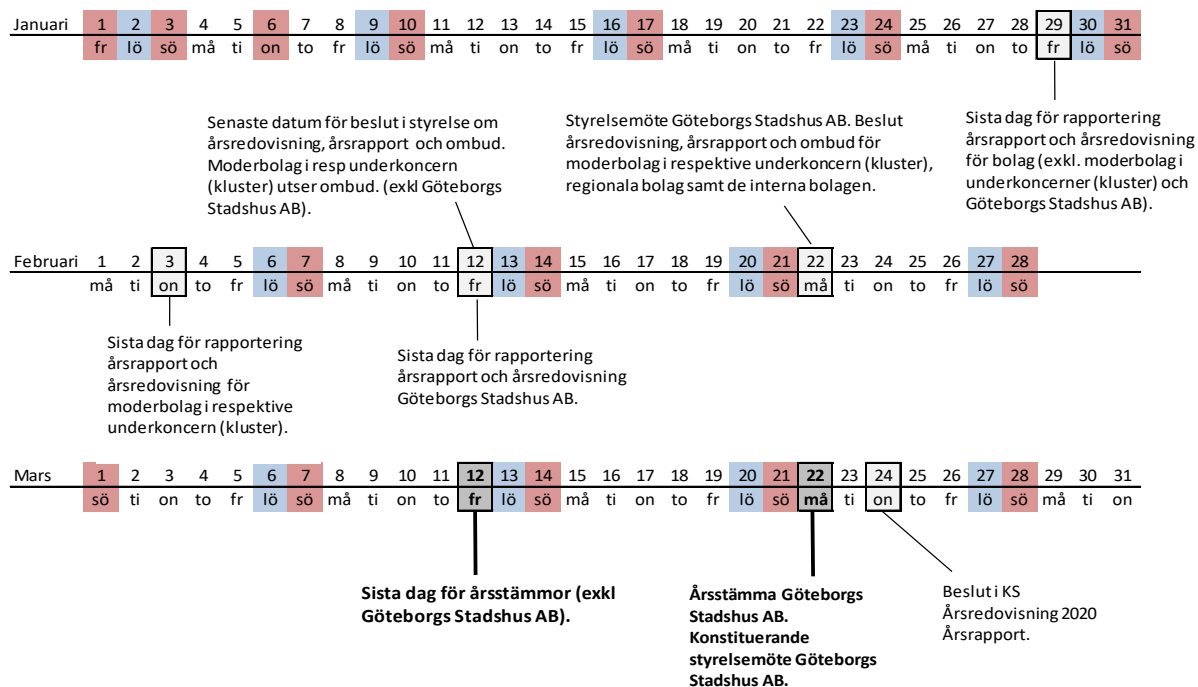 Januari 1 2 3 4 5 6 7 8 9 10 11 12 13 14 15 16 17 18 19 20 21 22 23 24 25 26 27 28 29 30 31
fr lö sö må ti on to fr lö sö må ti on to fr lö sö må ti on to fr lö sö må ti on to fr lö sö
Senaste datum för beslut i styrelse om
årsredovisning, årsrapport och ombud.
Moderbolag i resp underkoncern
(kluster) utser ombud. (exkl Göteborgs
Stadshus AB).
Styrelsemöte Göteborgs Stadshus AB. Beslut
årsredovisning, årsrapport och ombud för
moderbolag i respektive underkoncern (kluster),
regionala bolag samt de interna bolagen.
Sista dag för rapportering
årsrapport och årsredovisning
för bolag (exkl. moderbolag i
underkoncerner (kluster) och
Göteborgs Stadshus AB).
Februari 1 2 3 4 5 6 7 8 9 10 11 12 13 14 15 16 17 18 19 20 21 22 23 24 25 26 27 28
må ti on to fr lö sö må ti on to fr lö sö må ti on to fr lö sö må ti on to fr lö sö
Sista dag för rapportering
årsrapport och
årsredovisning för
moderbolag i respektive
underkoncern (kluster).
Sista dag för rapportering
årsrapport och årsredovisning
Göteborgs Stadshus AB.
Mars 1 2 3 4 5 6 7 8 9 10 11 12 13 14 15 16 17 18 19 20 21 22 23 24 25 26 27 28 29 30 31
sö ti on to fr lö sö må ti on to fr lö sö må ti on to fr lö sö må ti on to fr lö sö må ti on
Sista dag för årsstämmor (exkl
Göteborgs Stadshus AB).
Årsstämma Göteborgs
Stadshus AB.
Konstituerande
styrelsemöte Göteborgs
Stadshus AB.
Beslut i KS
Årsredovisning 2020
Årsrapport.